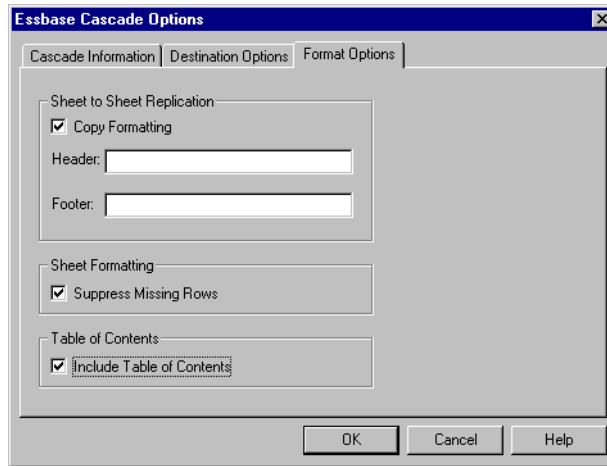 Essbase Cascade Options
Cascade Information Destination Options Format Options
Sheet to Sheet Replication
Copy Formatting
Header:
Footer:
Sheet Formatting
Suppress Missing Rows
Table of Contents
Include Table of Contents
OK Cancel Help